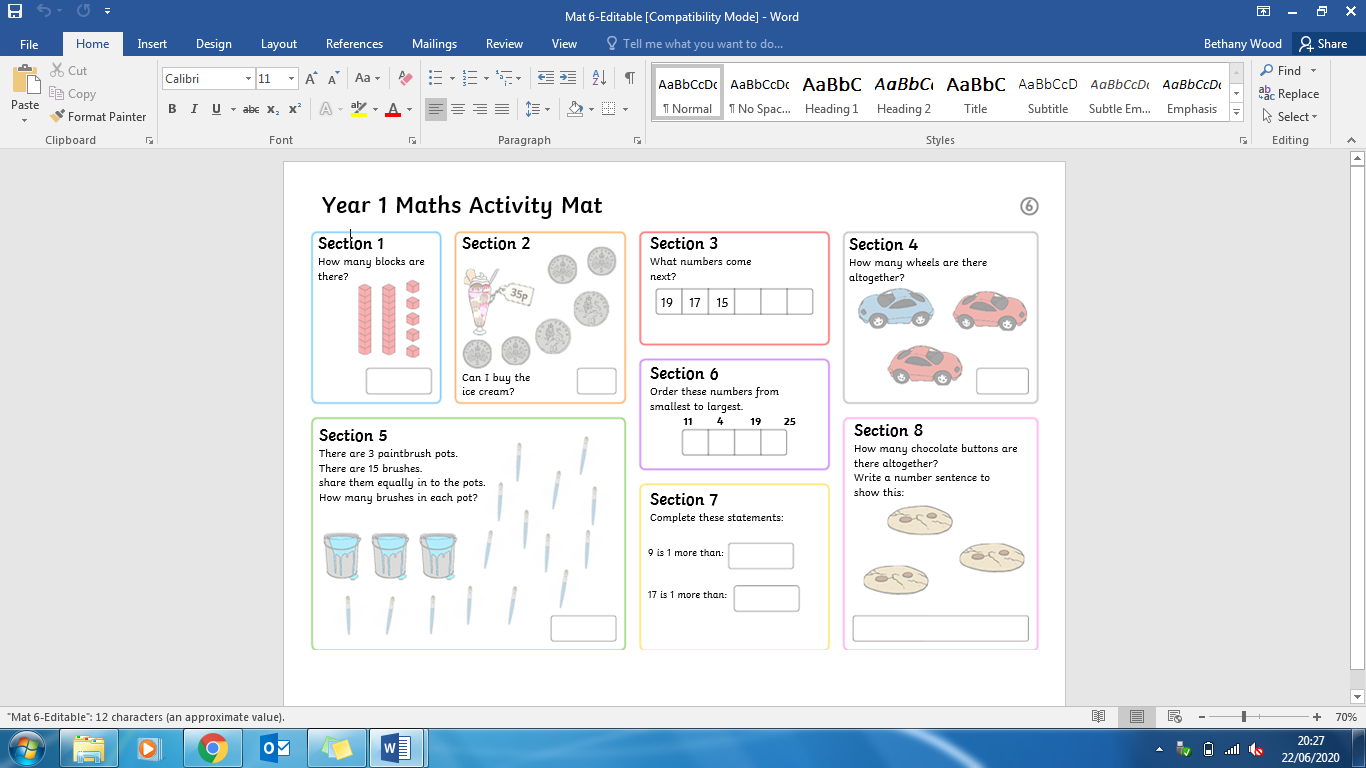 Mat 6-Editable [Compatibility Mode] - Word
File Home Insert Design Layout References Mailings Review View Tell me what you want to do... Bethany Wood Share
Paste
Cut
Copy
Format Painter
Clipboard
Calibri 11
Font
Paragraph
AaBbCcDc AaBbCcDc AaBbC AaBbCc AaBbC AaBbCcD AaBbCcDt AaBbCcDt
¶ Normal ¶ No Spac... Heading 1 Heading 2 Title Subtitle Subtle Em... Emphasis
Styles
Find
Replace
Select
Editing
Year 1 Maths Activity Mat
6
Section 1
How many blocks are
there?
Section 2
35p
Can I buy the
ice cream?
Section 3
What numbers come
next?
19 17 15
Section 4
How many wheels are there
altogether?
Section 5
There are 3 paintbrush pots.
There are 15 brushes.
share them equally in to the pots.
How many brushes in each pot?
Section 6
Order these numbers from
smallest to largest.
11 4 19 25
Section 7
Complete these statements:
9 is 1 more than:
17 is 1 more than:
Section 8
How many chocolate buttons are
there altogether?
Write a number sentence to
show this:
"Mat 6-Editable": 12 characters (an approximate value).
70%
20:27
22/06/2020